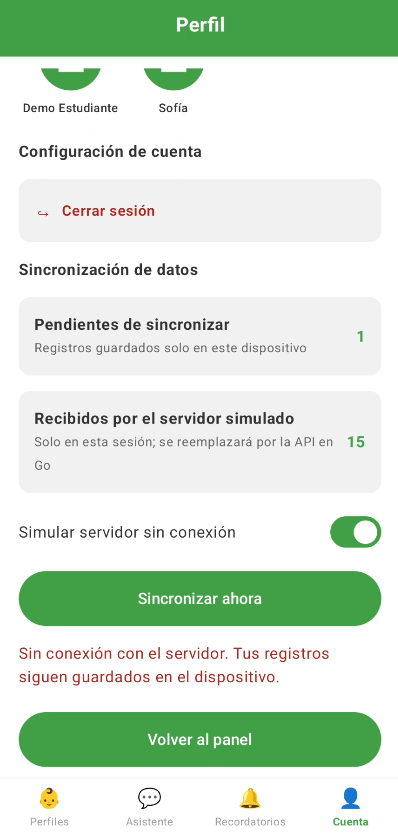 Perfil
Demo Estudiante
Sofía
Configuración de cuenta
Cerrar sesión
Sincronización de datos
Pendientes de sincronizar
Registros guardados solo en este dispositivo
1
Recibidos por el servidor simulado
Solo en esta sesión; se reemplazará por la API en
Go
15
Simular servidor sin conexión
Sincronizar ahora
Sin conexión con el servidor. Tus registros
siguen guardados en el dispositivo.
Volver al panel
Perfiles
Asistente
Recordatorios
Cuenta